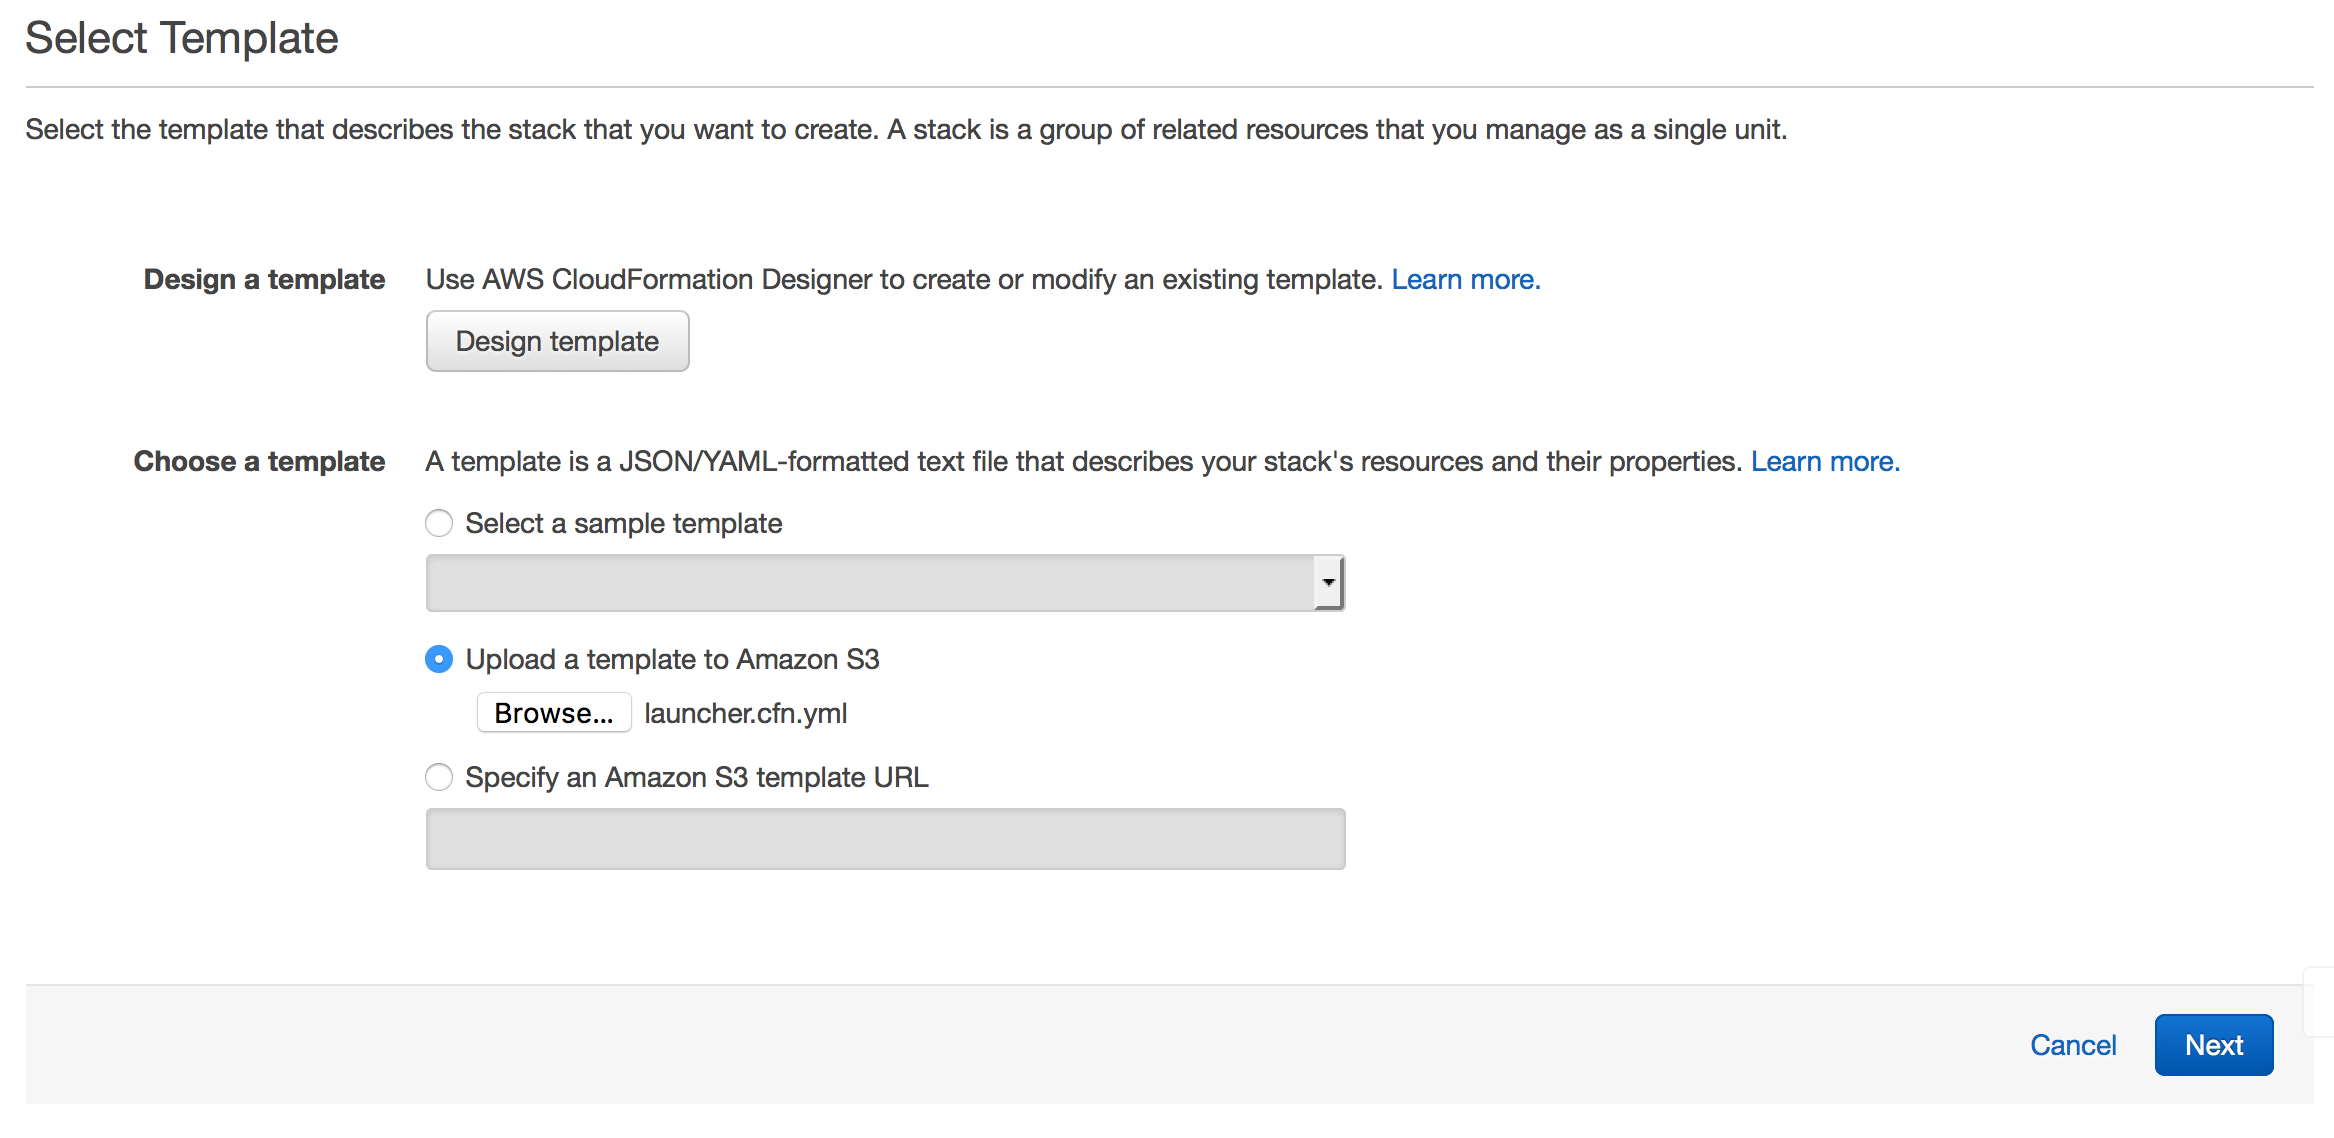 Select Template
Select the template that describes the stack that you want to create. A stack is a group of related resources that you manage as a single unit.
Design a template Use AWS CloudFormation Designer to create or modify an existing template. Learn more.
Design template
Choose a template A template is a JSON/YAML-formatted text file that describes your stack's resources and their properties. Learn more.
Select a sample template
Upload a template to Amazon S3
Browse... launcher.cfn.yml
Specify an Amazon S3 template URL
Cancel Next